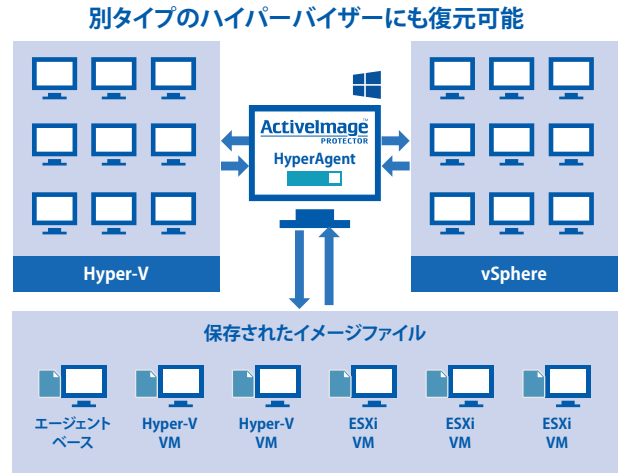 別タイプのハイパーバイザーにも復元可能
ActiveImage™
PROTECTOR
HyperAgent
Hyper-V
vSphere
保存されたイメージファイル
エージェント
ベース
Hyper-V
VM
Hyper-V
VM
ESXi
VM
ESXi
VM
ESXi
VM